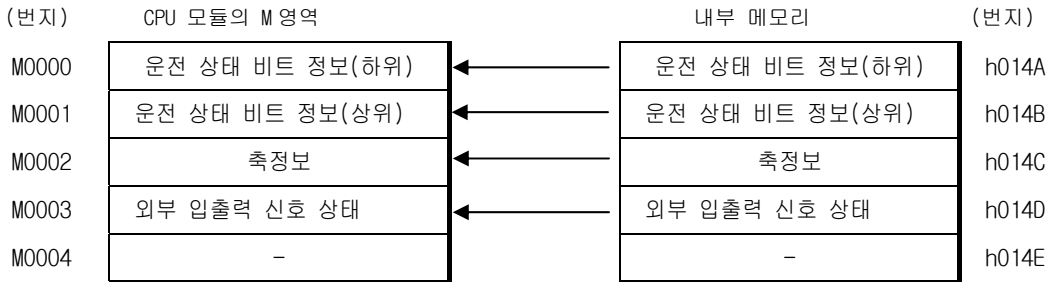 (번지) CPU 모듈의 M 영역 내부 메모리 (번지)
M0000 운전 상태 비트 정보(하위) 운전 상태 비트 정보(하위) h014A
M0001 운전 상태 비트 정보(상위) 운전 상태 비트 정보(상위) h014B
M0002 축정보 축정보 h014C
M0003 외부 입출력 신호 상태 외부 입출력 신호 상태 h014D
M0004 - - h014E